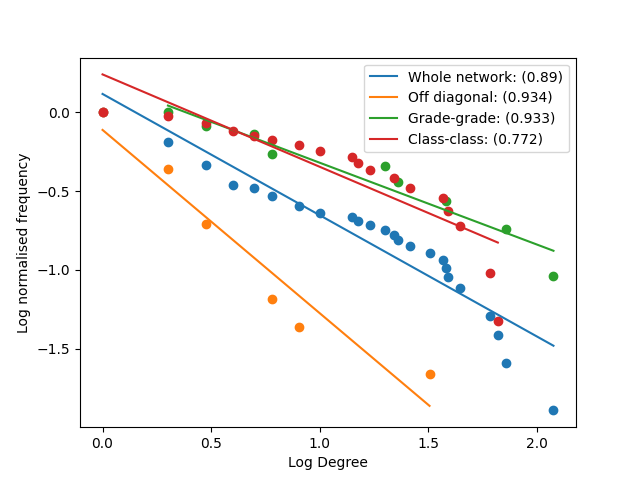 Whole network: (0.89)
Off diagonal: (0.934)
Grade-grade: (0.933)
Class-class: (0.772)
0.0
−0.5
−1.0
−1.5
Log normalised frequency
0.0 0.5 1.0 1.5 2.0
Log Degree